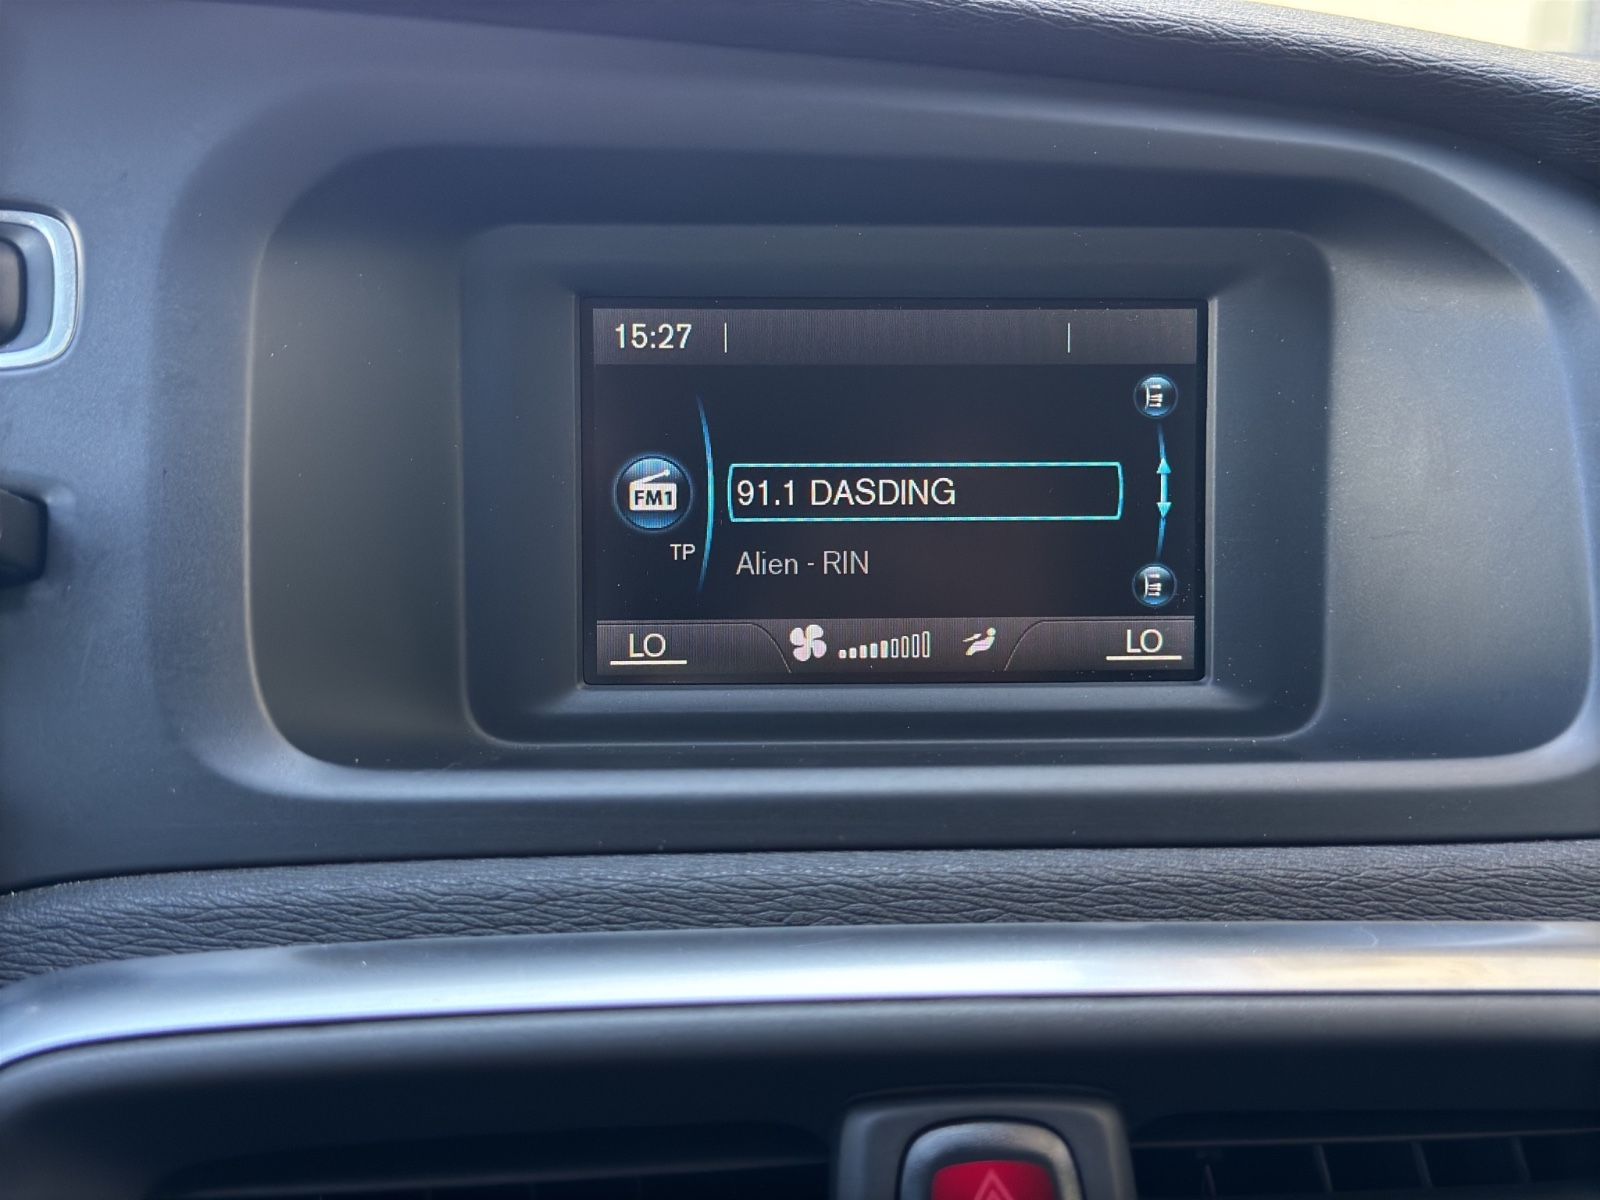 15:27
FM1
91.1 DASDING
TP
Alien - RIN
LO
LO